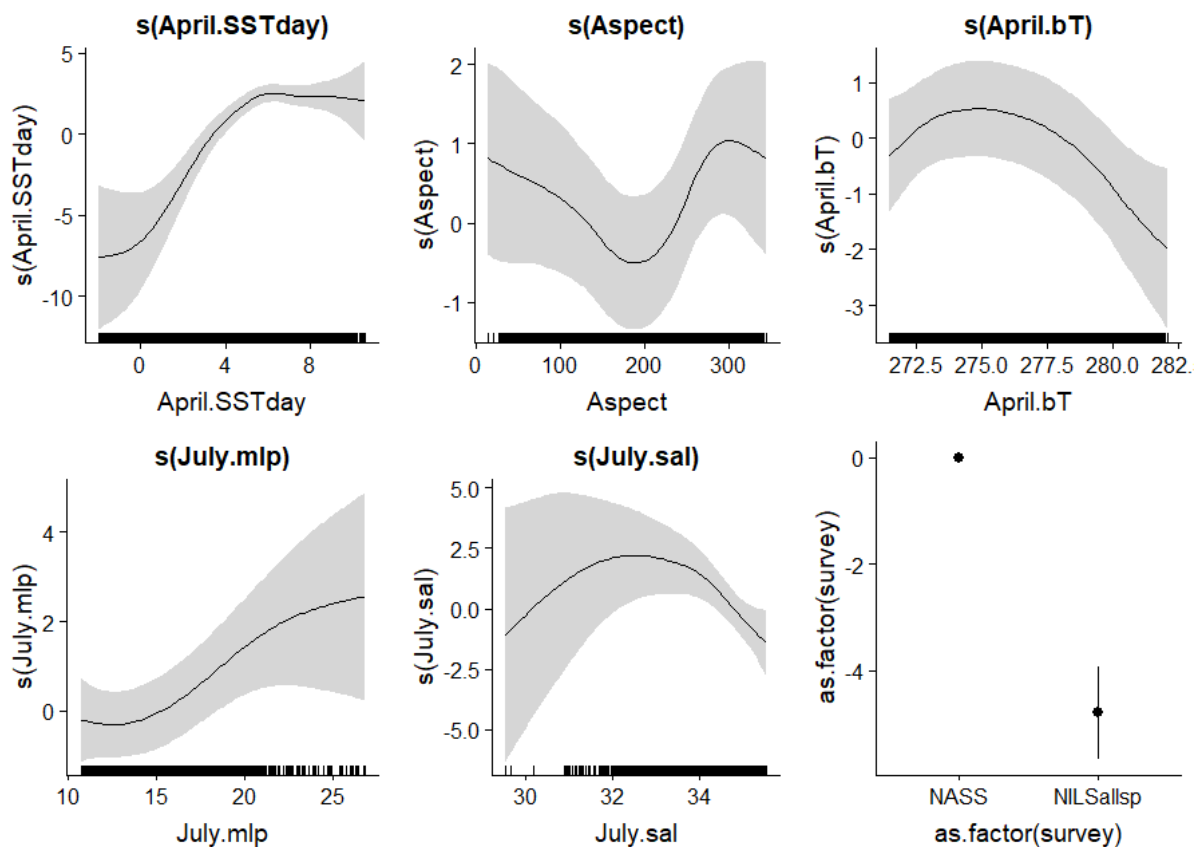 s(April.SSTday)
s(April.SSTday)
5
0
-5
-10
0 4 8
April.SSTday
s(Aspect)
s(Aspect)
2
1
0
-1
0 100 200 300
Aspect
s(April.bT)
s(April.bT)
1
0
-1
-2
-3
272.5 275.0 277.5 280.0 282.
April.bT
s(July.mlp)
s(July.mlp)
4
2
0
10 15 20 25
July.mlp
s(July.sal)
s(July.sal)
5.0
2.5
0.0
-2.5
-5.0
30 32 34
July.sal
as.factor(survey)
0
-2
-4
NASS NILSallsp
as.factor(survey)